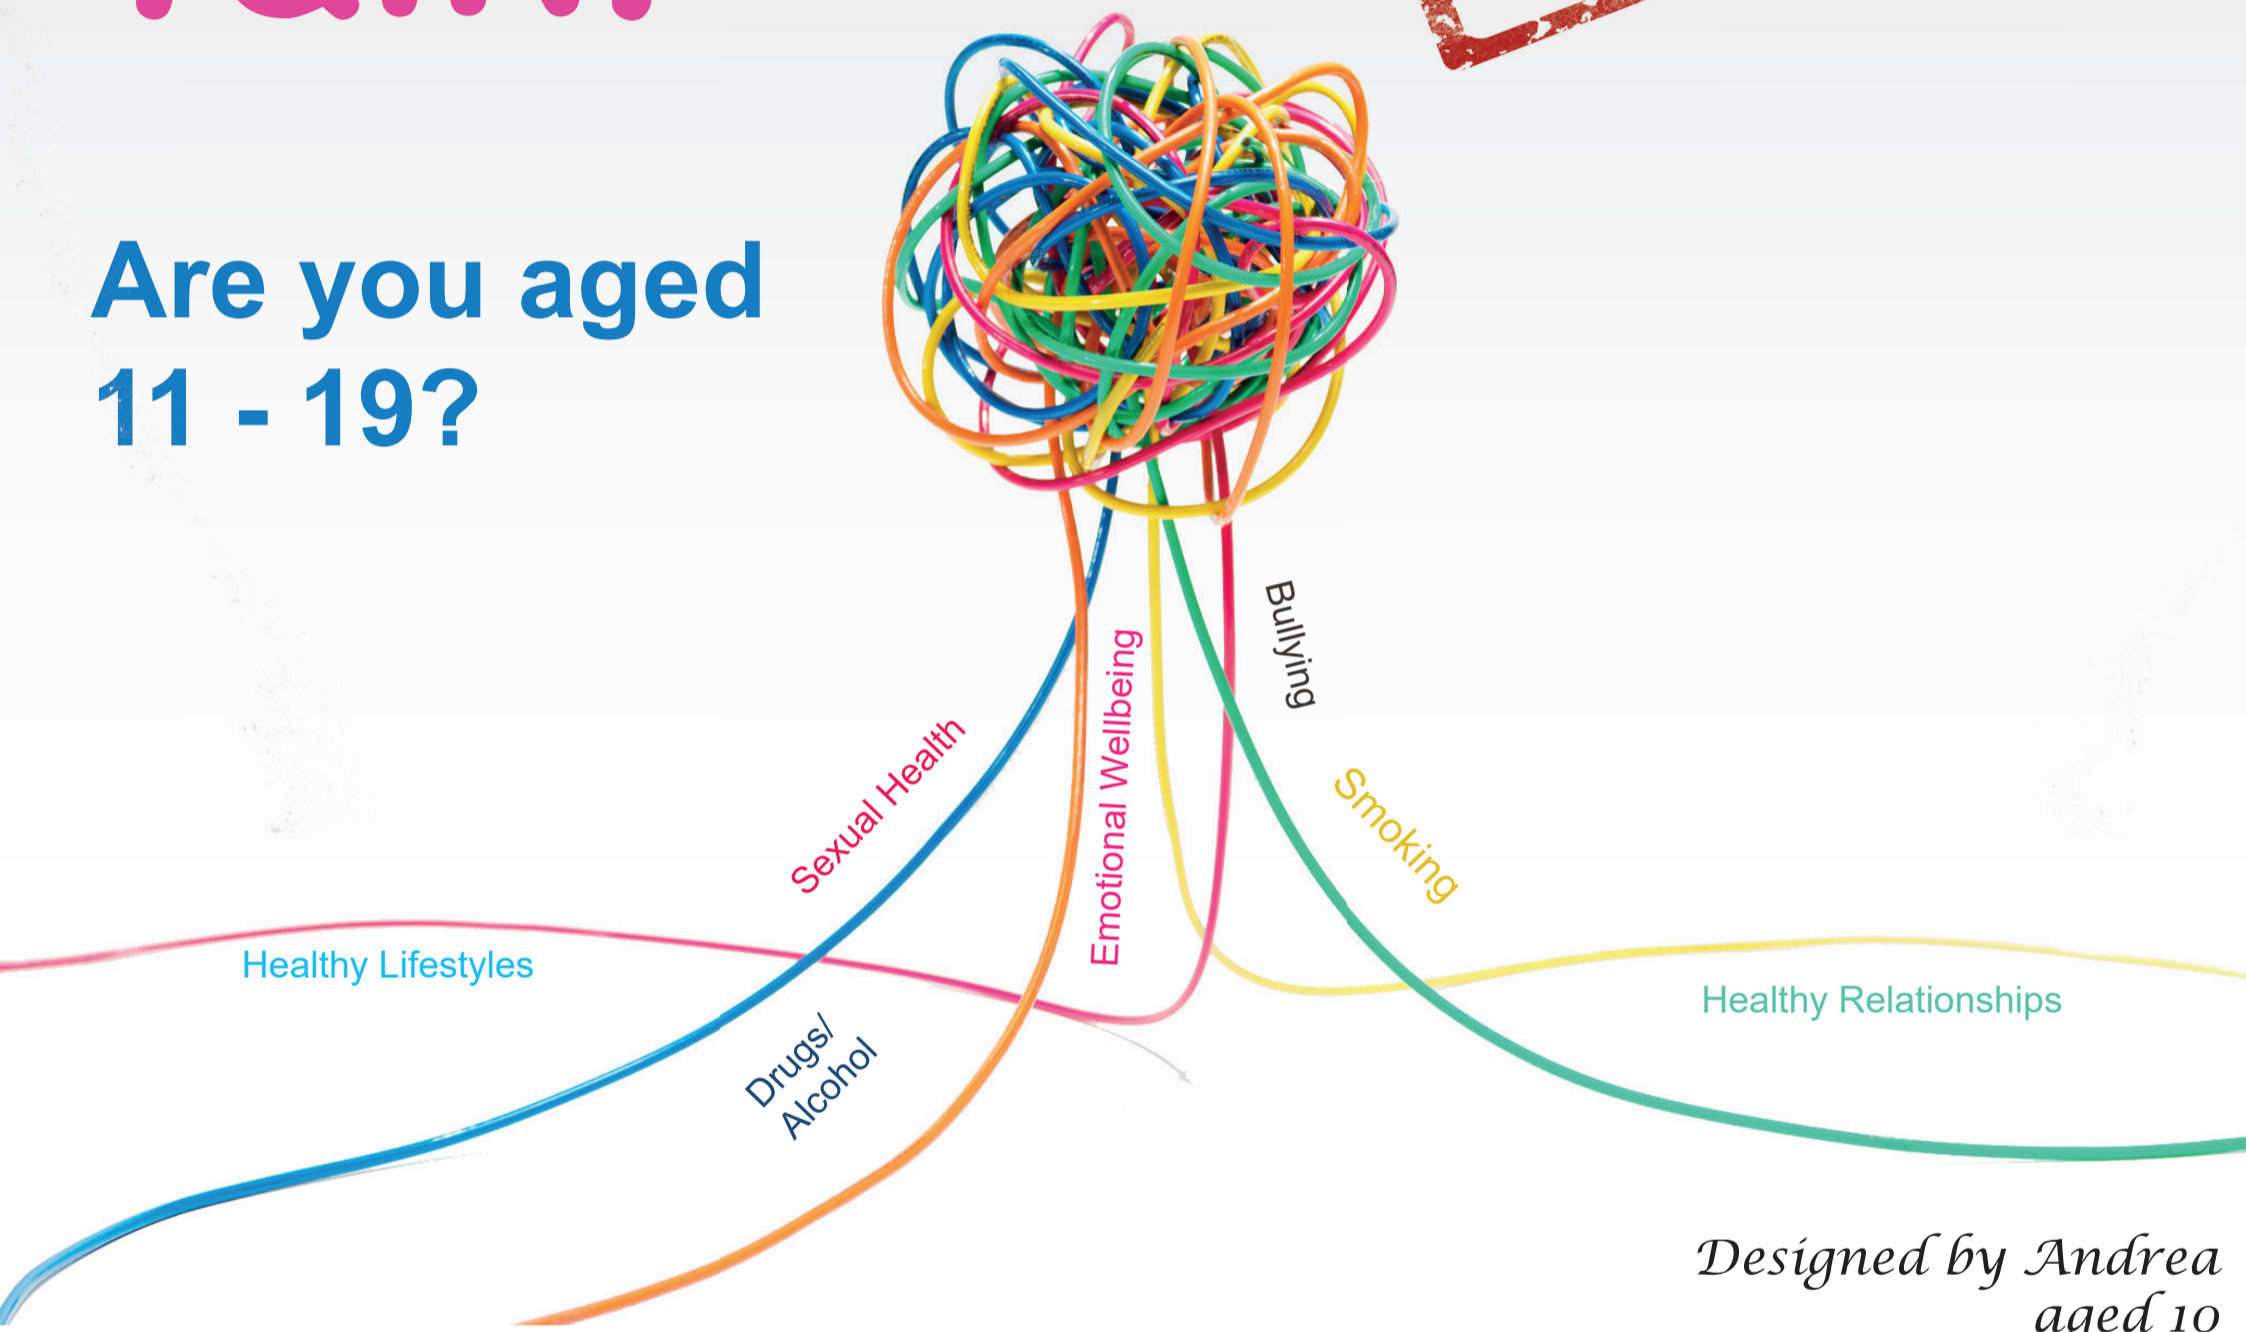 Are you aged
11 - 19?
Bullying
Emotional Wellbeing
Sexual Health
Smoking
Healthy Lifestyles
Healthy Relationships
Drugs/
Alcohol
Designed by Andrea
aged 10